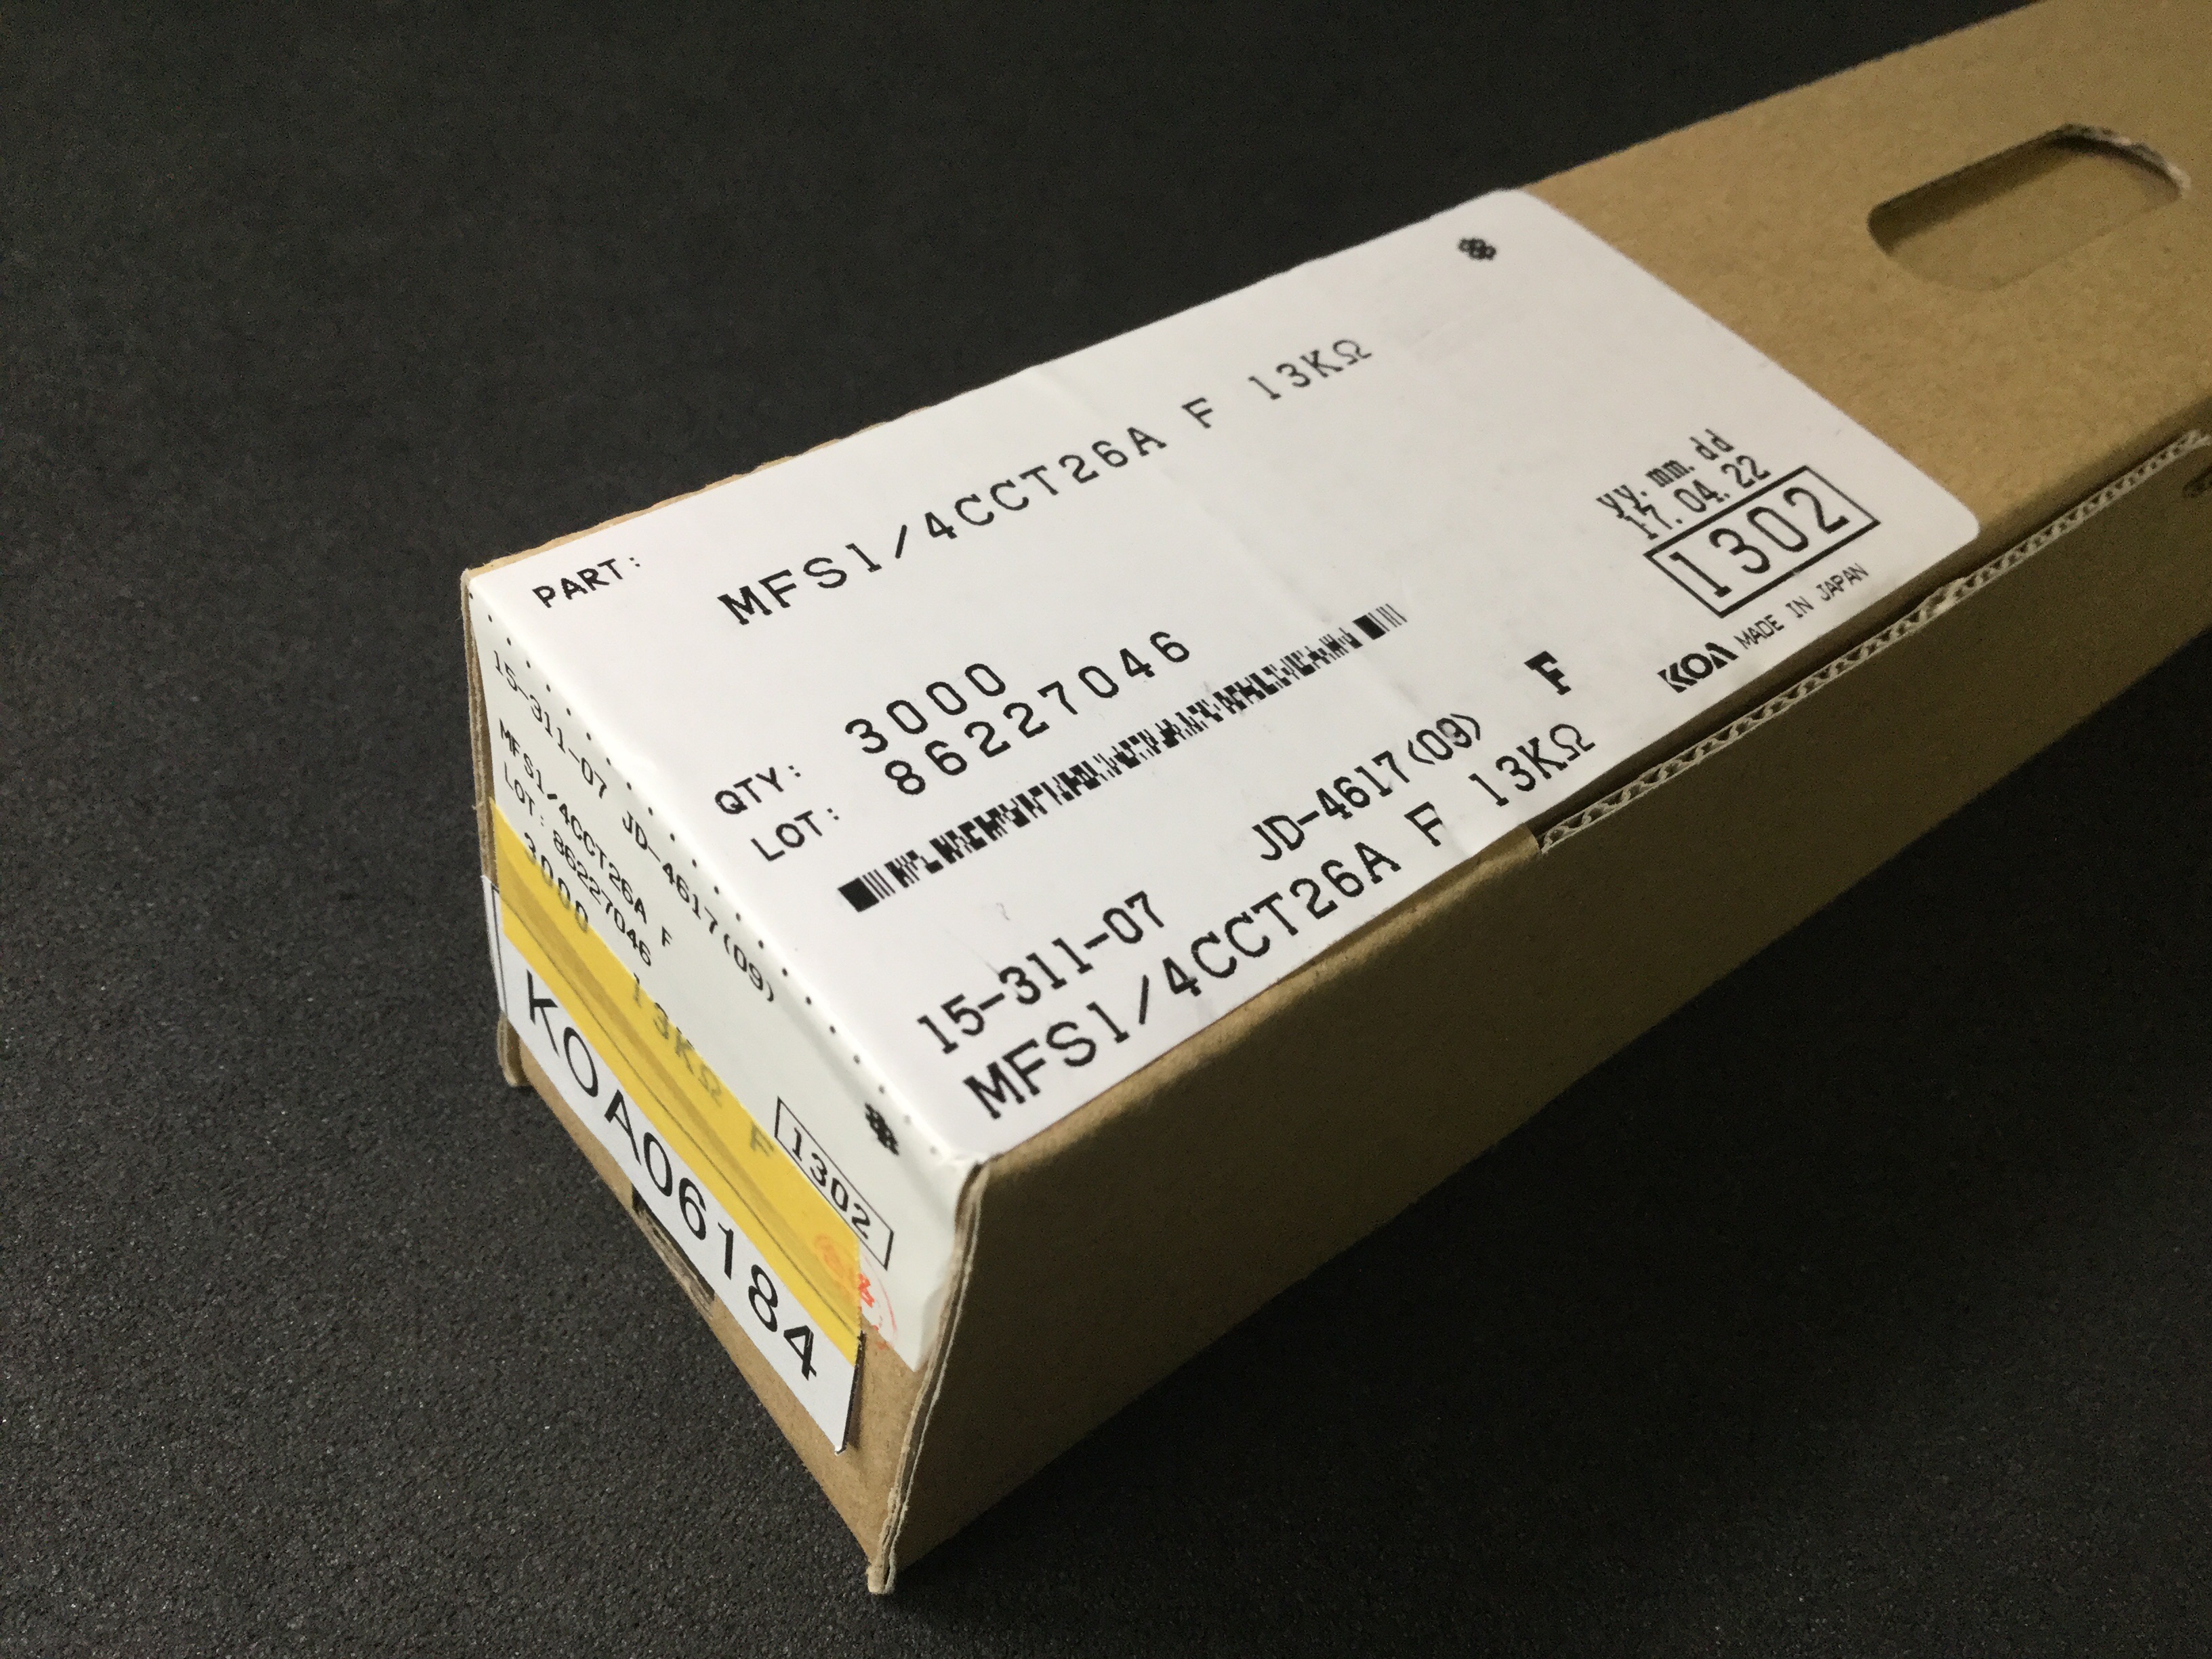 PART:
MFS1/4CCT26A F 13KΩ
QTY: 3000
LOT: 86227046
yy.mm.dd
17.04.22
1302
KOA MADE IN JAPAN
15-311-07 JD-4617(09) F
MFS1/4CCT26A F 13KΩ
15-311-07 JD-4617(09)
MFS1/4CCT26A F 13KΩ
LOT: 86227046
3000 F 1302
KOA06184